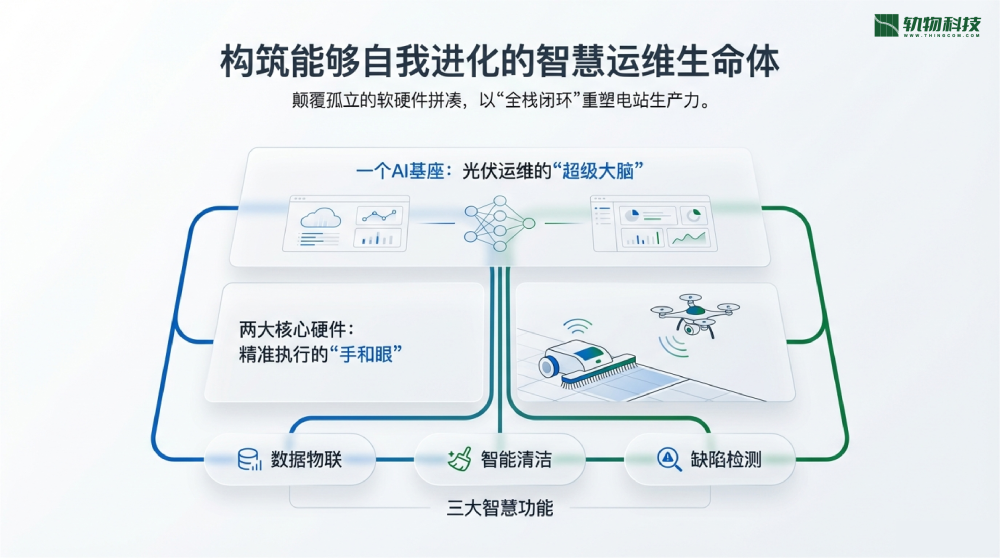 轨物科技
WWW.THINGCOM.COM
构筑能够自我进化的智慧运维生命体
颠覆孤立的软硬件拼凑，以“全栈闭环”重塑电站生产力。
一个AI基座：光伏运维的“超级大脑”
两大核心硬件：
精准执行的“手和眼”
数据物联
智能清洁
缺陷检测
三大智慧功能